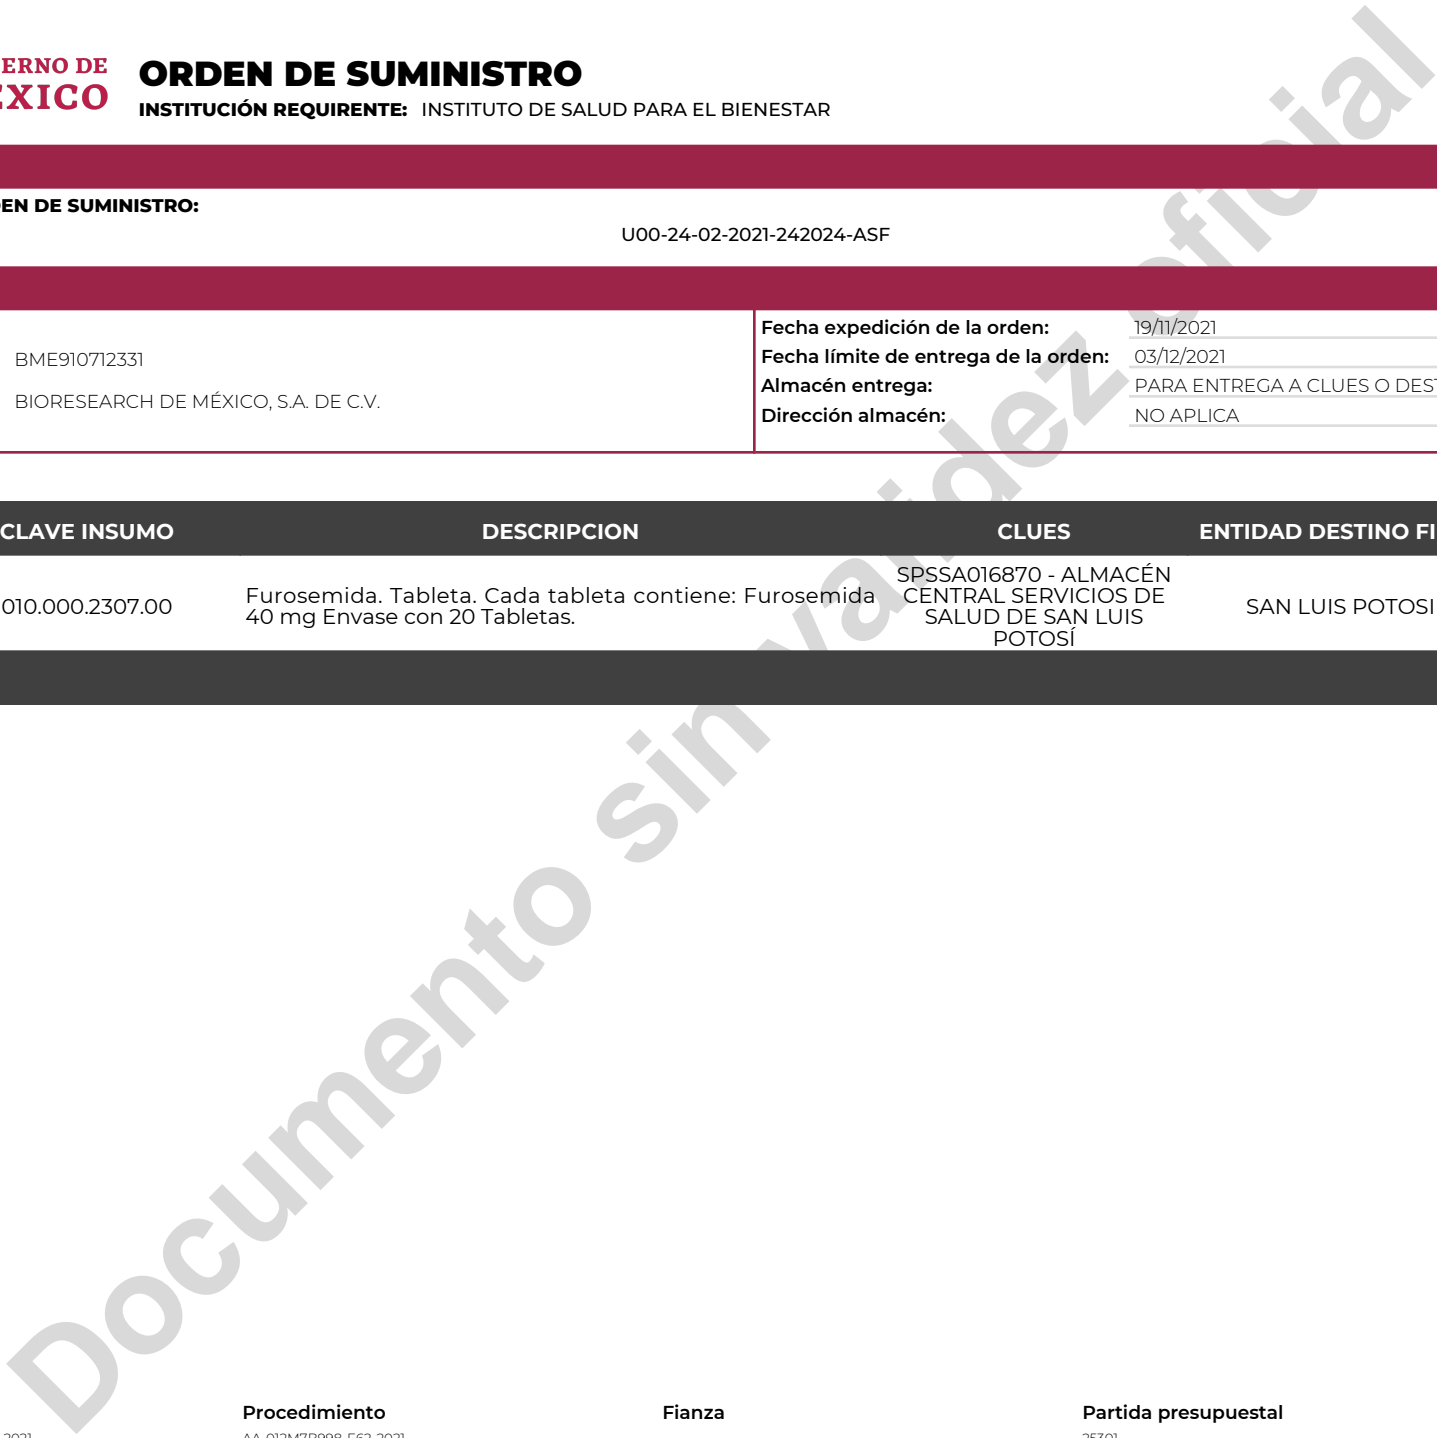 ERNO DE
ORDEN DE SUMINISTRO
INSTITUCIÓN REQUIRENTE: INSTITUTO DE SALUD PARA EL BIENESTAR
EN DE SUMINISTRO:
U00-24-02-2021-242024-ASF
BME910712331
BIORESEARCH DE MÉXICO, S.A. DE C.V.
Fecha expedición de la orden: 19/11/2021
Fecha límite de entrega de la orden: 03/12/2021
Almacén entrega: PARA ENTREGA A CLUES O DEST
Dirección almacén: NO APLICA
CLAVE INSUMO DESCRIPCION CLUES ENTIDAD DESTINO FI
010.000.2307.00
Furosemida. Tableta. Cada tableta contiene: Furosemida
40 mg Envase con 20 Tabletas.
SPSSA016870 - ALMACÉN
CENTRAL SERVICIOS DE
SALUD DE SAN LUIS
POTOSÍ
SAN LUIS POTOSI
Documento sin validez oficial
Procedimiento Fianza Partida presupuestal